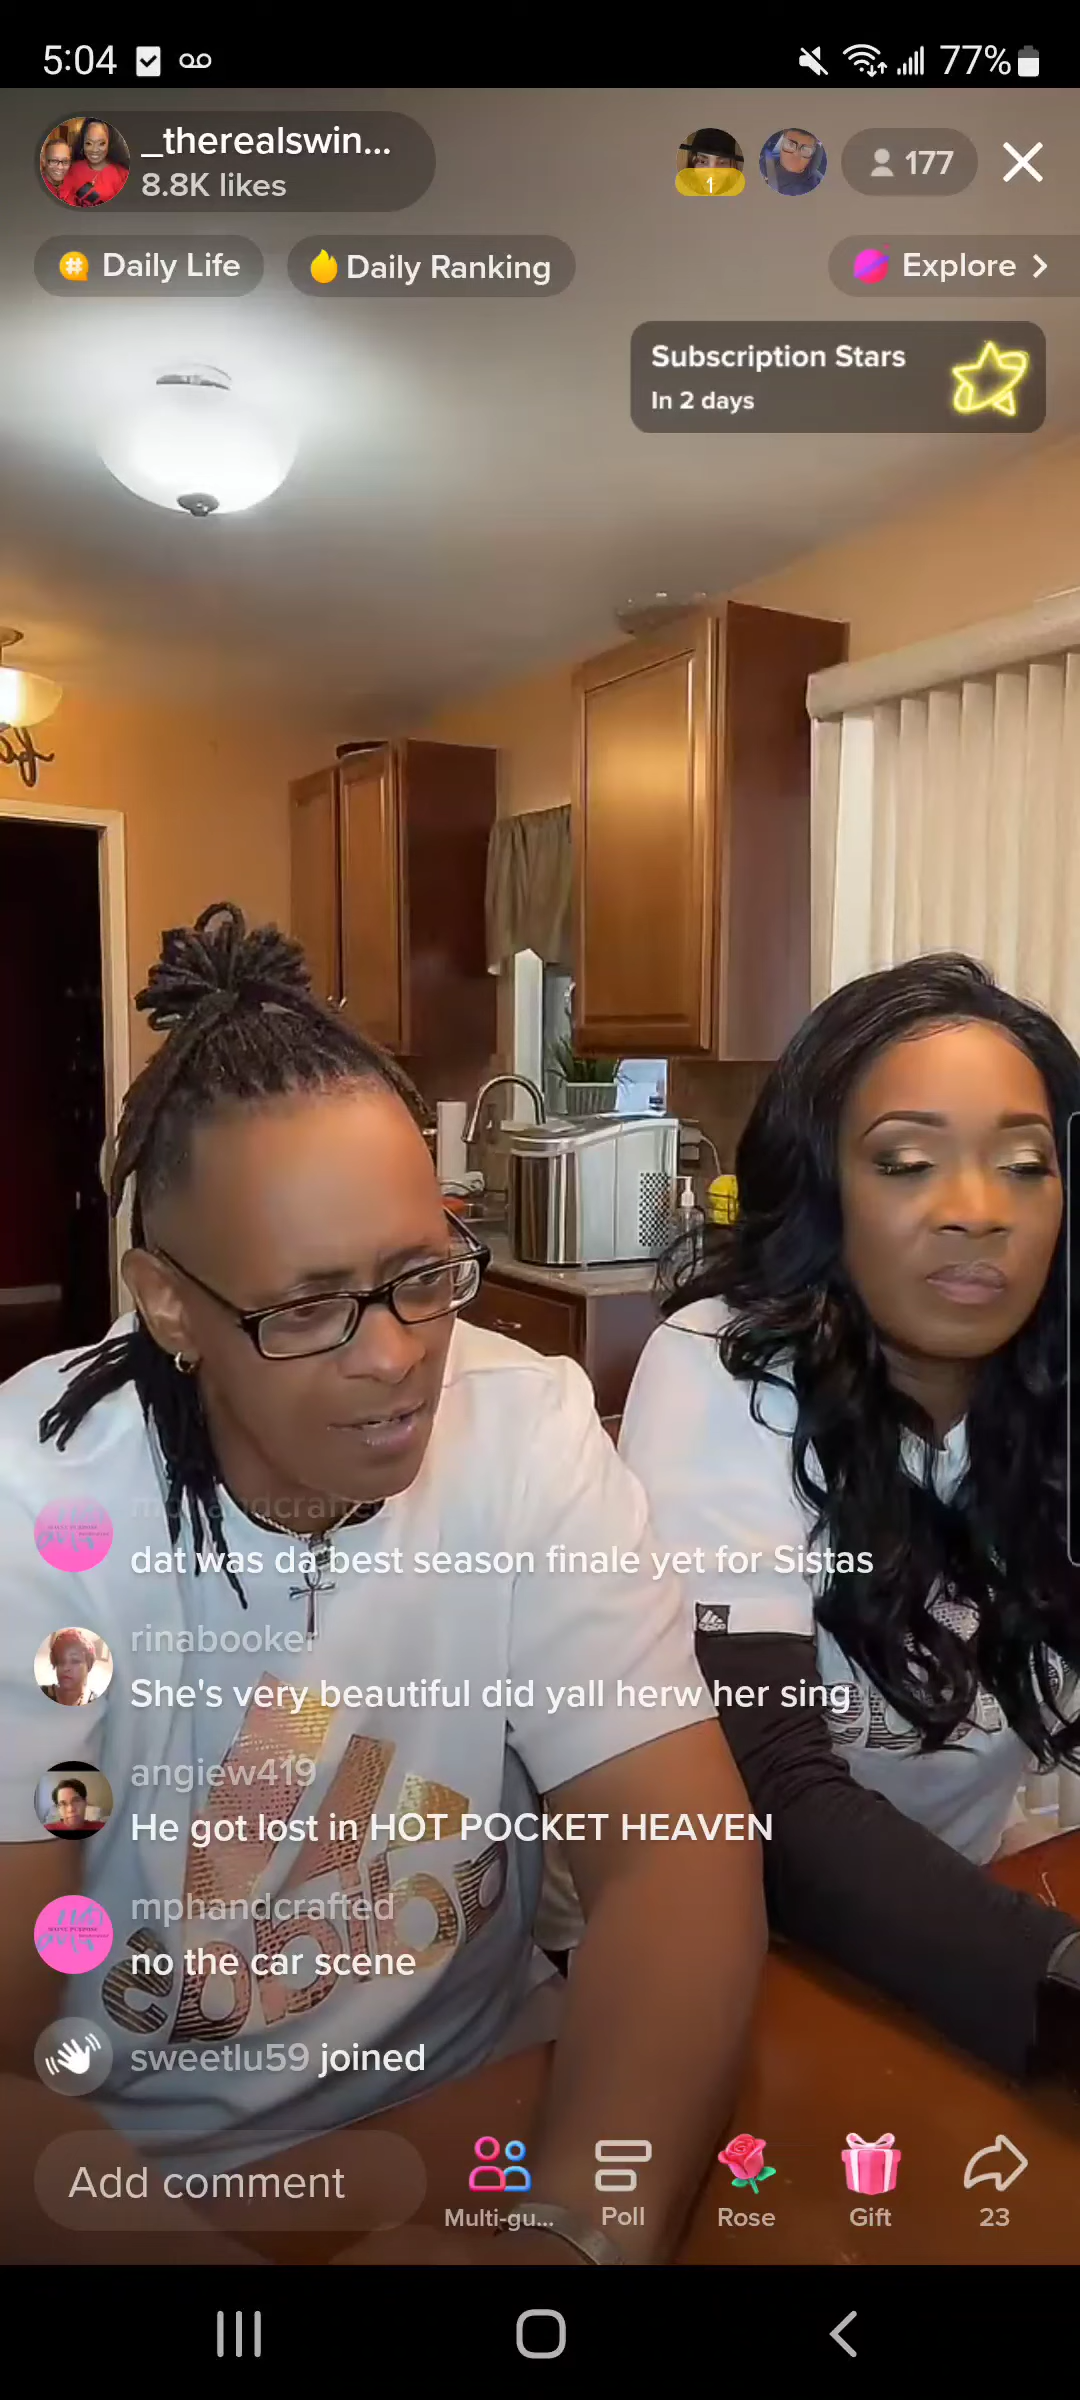 5:04
77%
_therealswin...
8.8K likes
1
177
Daily Life
Daily Ranking
Explore >
Subscription Stars
In 2 days
mphandcrafted
dat was da best season finale yet for Sistas
rinabooker
She's very beautiful did yall herw her sing
angiew419
He got lost in HOT POCKET HEAVEN
mphandcrafted
no the car scene
sweetlu59 joined
Add comment
Multi-gu...
Poll
Rose
Gift
23